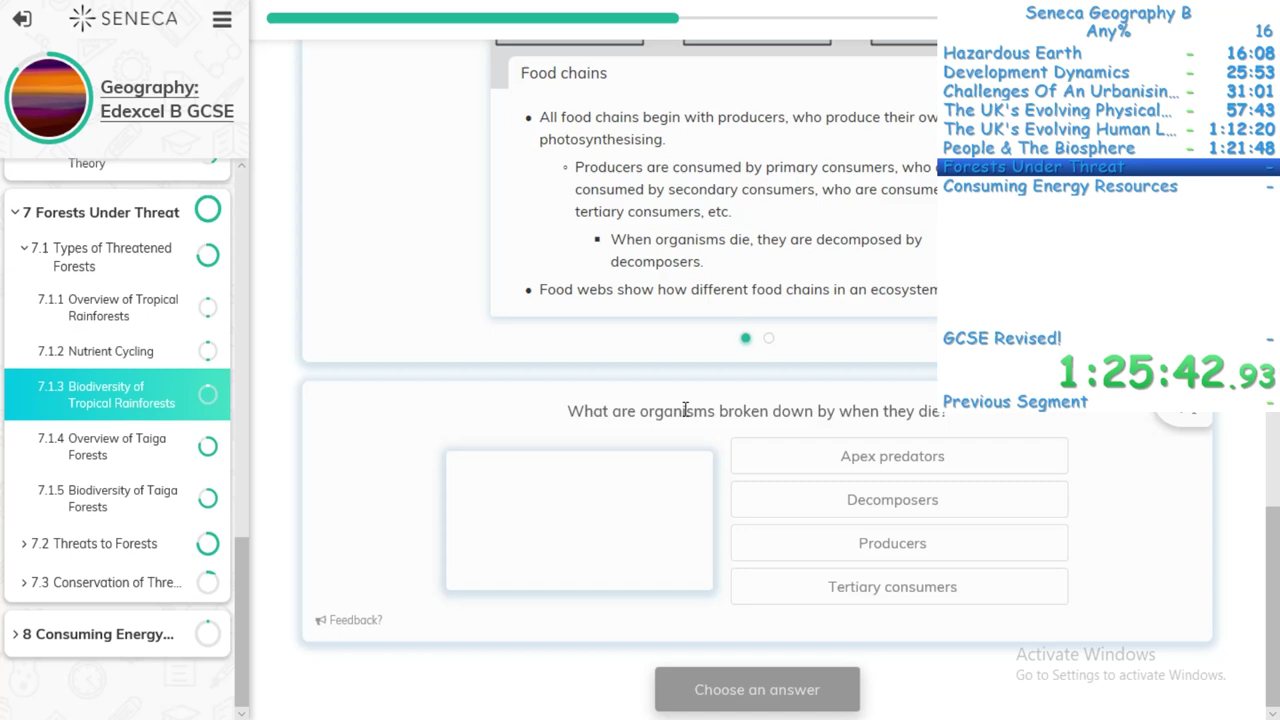 SENECA
Geography:
Edexcel B GCSE
Theory
7 Forests Under Threat
7.1 Types of Threatened
Forests
7.1.1 Overview of Tropical
Rainforests
7.1.2 Nutrient Cycling
7.1.3 Biodiversity of
Tropical Rainforests
7.1.4 Overview of Taiga
Forests
7.1.5 Biodiversity of Taiga
Forests
7.2 Threats to Forests
7.3 Conservation of Thre...
8 Consuming Energy...
Food chains
All food chains begin with producers, who produce their ow
photosynthesising.
Producers are consumed by primary consumers, who
consumed by secondary consumers, who are consume
tertiary consumers, etc.
When organisms die, they are decomposed by
decomposers.
Food webs show how different food chains in an ecosystem
What are organisms broken down by when they die?
Apex predators
Decomposers
Producers
Tertiary consumers
Feedback?
Choose an answer
Activate Windows
Go to Settings to activate Windows.
Seneca Geography B
Any% 16
Hazardous Earth - 16:08
Development Dynamics - 25:53
Challenges Of An Urbanisin... - 31:01
The UK's Evolving Physical... - 57:43
The UK's Evolving Human L... - 1:12:20
People & The Biosphere - 1:21:48
Forests Under Threat -
Consuming Energy Resources -
GCSE Revised! -
1:25:42.93
Previous Segment -